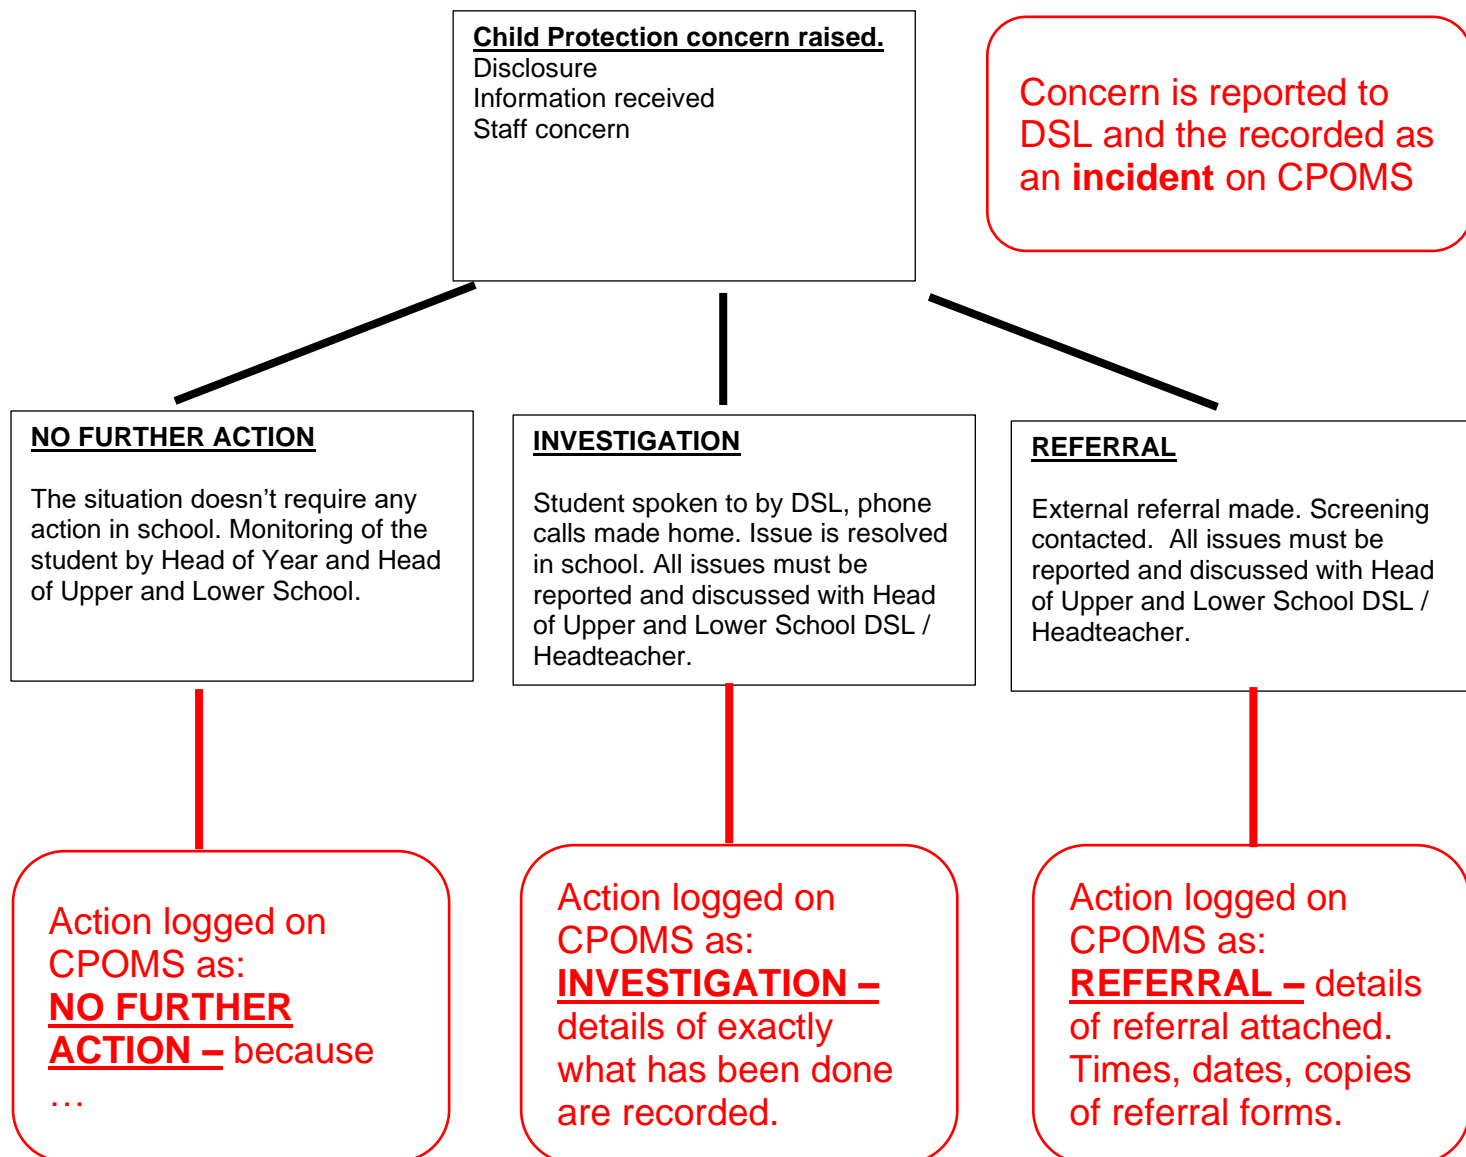 Child Protection concern raised.
Disclosure
Information received
Staff concern
Concern is reported to
DSL and the recorded as
an incident on CPOMS
NO FURTHER ACTION
The situation doesn’t require any
action in school. Monitoring of the
student by Head of Year and Head
of Upper and Lower School.
INVESTIGATION
Student spoken to by DSL, phone
calls made home. Issue is resolved
in school. All issues must be
reported and discussed with Head
of Upper and Lower School DSL /
Headteacher.
REFERRAL
External referral made. Screening
contacted.  All issues must be
reported and discussed with Head
of Upper and Lower School DSL /
Headteacher.
Action logged on
CPOMS as:
NO FURTHER
ACTION – because
…
Action logged on
CPOMS as:
INVESTIGATION –
details of exactly
what has been done
are recorded.
Action logged on
CPOMS as:
REFERRAL – details
of referral attached.
Times, dates, copies
of referral forms.